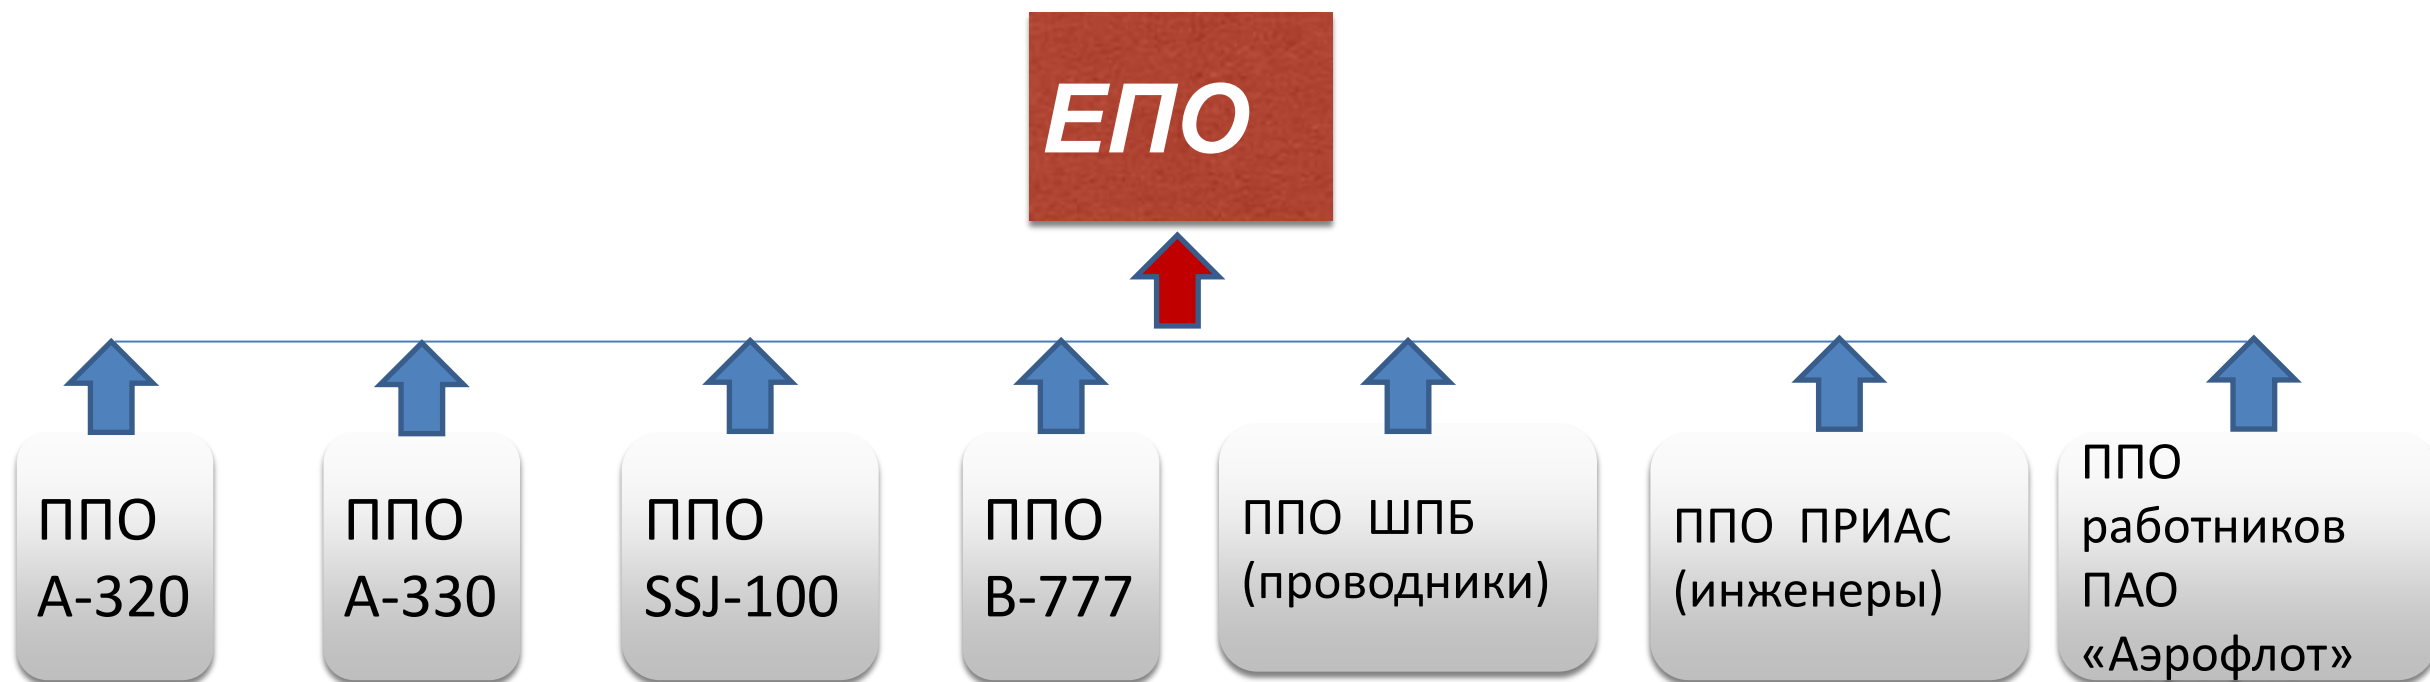 ЕПО
ППО
А-320
ППО
А-330
ППО
SSJ-100
ППО
В-777
ППО ШПБ
(проводники)
ППО ПРИАС
(инженеры)
ППО
работников
ПАО
«Аэрофлот»